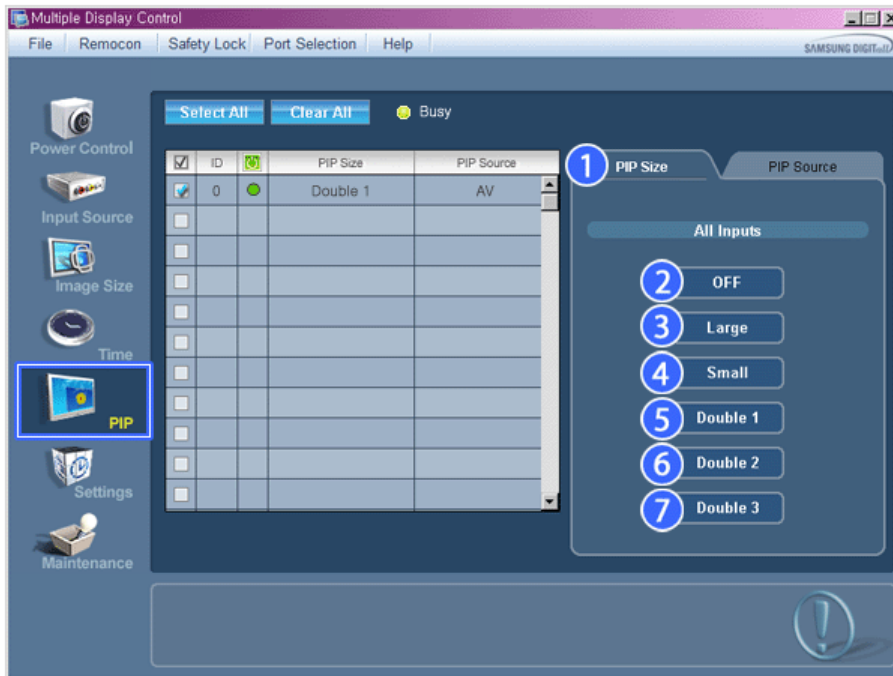 Multiple Display Control
File Remocon Safety Lock Port Selection Help
SAMSUNG DIGITall
Select All Clear All Busy
Power Control
Input Source
Image Size
Time
PIP
Settings
Maintenance
ID PIP Size PIP Source
0 Double 1 AV
1 PIP Size PIP Source
All Inputs
2 OFF
3 Large
4 Small
5 Double 1
6 Double 2
7 Double 3